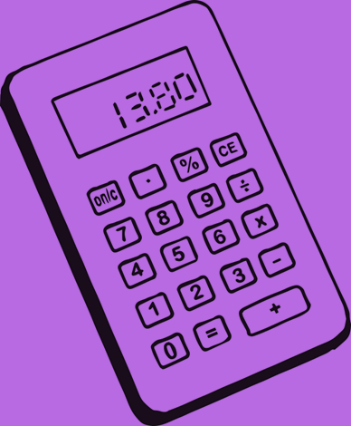 13.80
on/c · % CE
7 8 9 ÷
4 5 6 x
1 2 3 -
0 = +